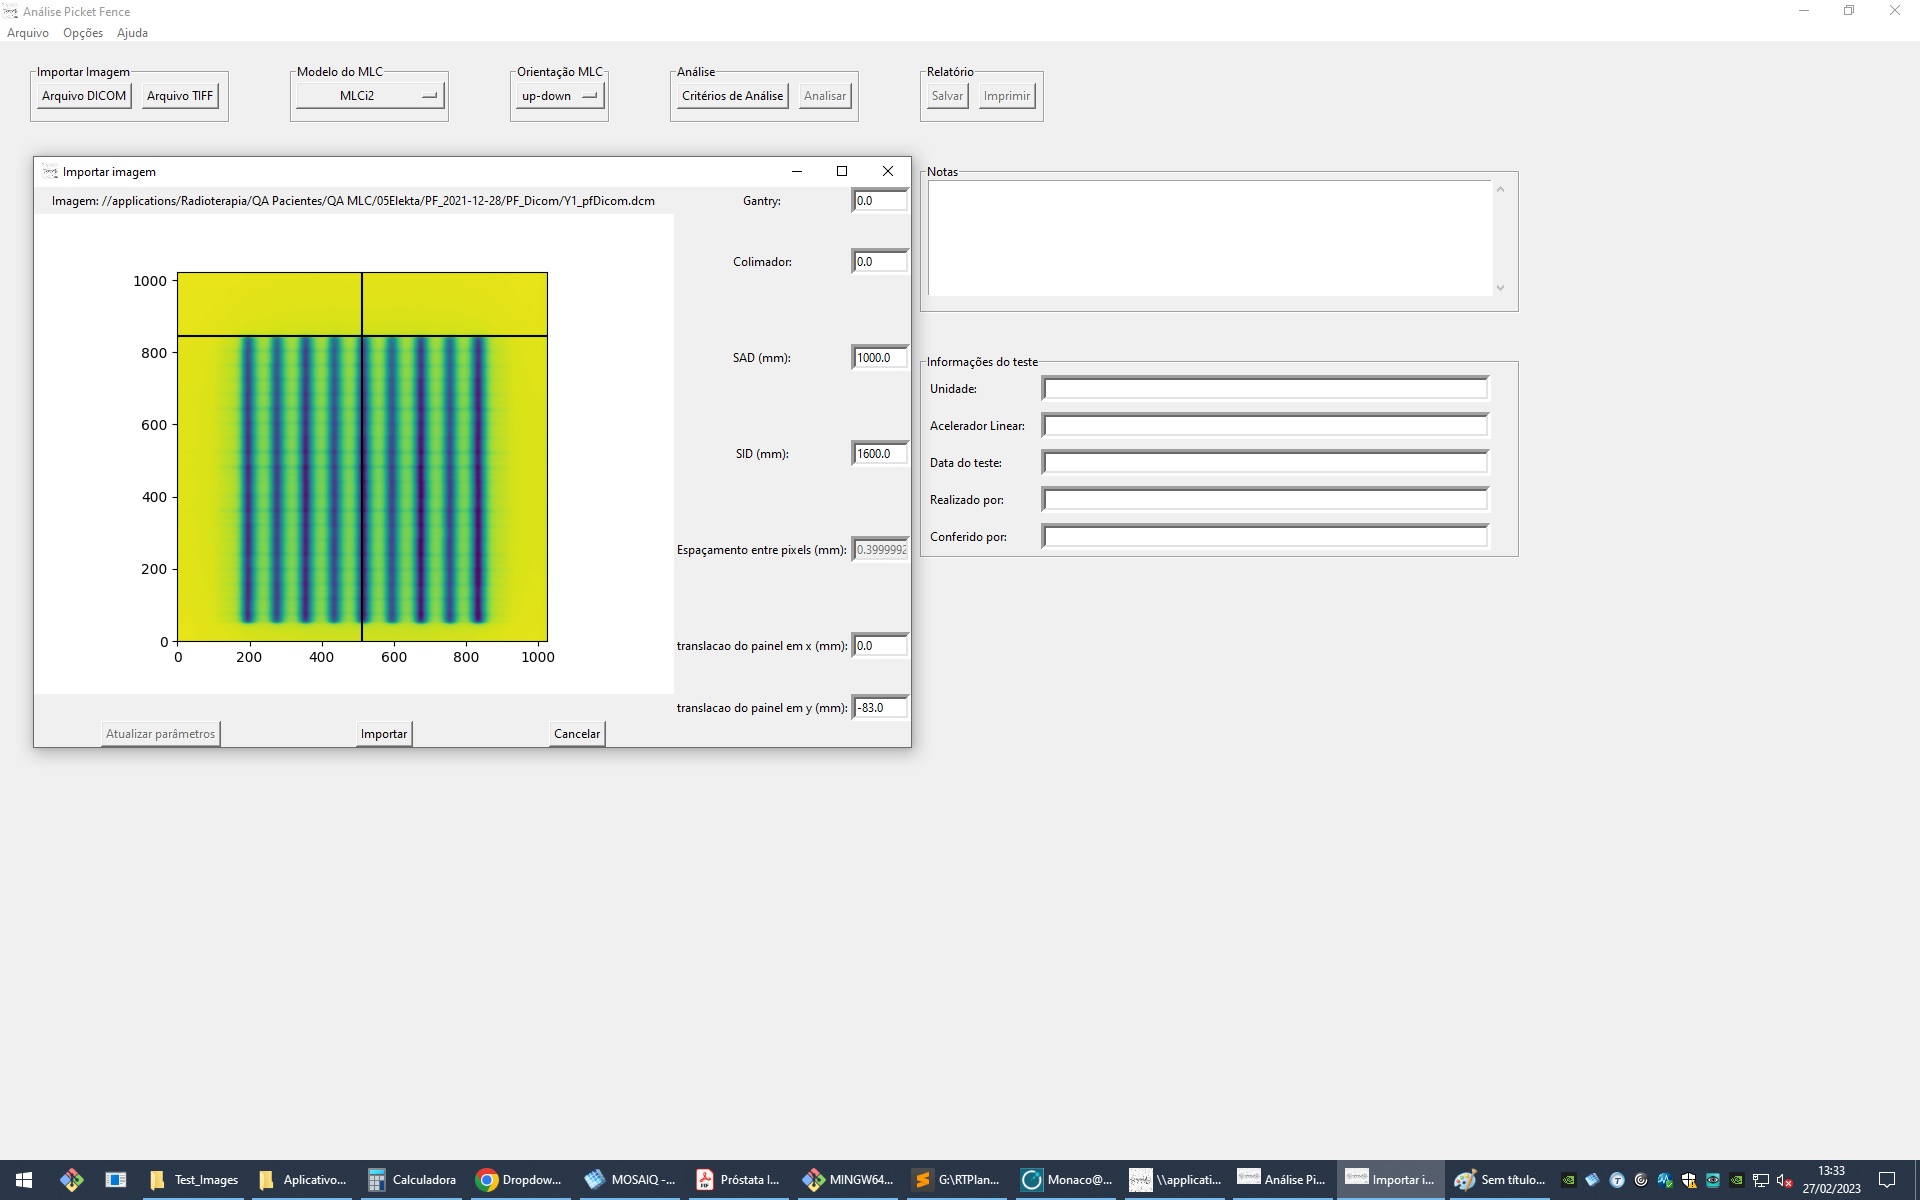 Análise Picket Fence
Arquivo Opções Ajuda
Importar Imagem
Arquivo DICOM Arquivo TIFF
Modelo do MLC
MLCi2
Orientação MLC
up-down
Análise
Critérios de Análise Analisar
Relatório
Salvar Imprimir
Importar imagem
Imagem: //applications/Radioterapia/QA Pacientes/QA MLC/05Elekta/PF_2021-12-28/PF_Dicom/Y1_pfDicom.dcm
1000
800
600
400
200
0
0 200 400 600 800 1000
Gantry: 0.0
Colimador: 0.0
SAD (mm): 1000.0
SID (mm): 1600.0
Espaçamento entre pixels (mm): 0.3999992
translacao do painel em x (mm): 0.0
translacao do painel em y (mm): -83.0
Atualizar parâmetros Importar Cancelar
Notas
Informações do teste
Unidade:
Acelerador Linear:
Data do teste:
Realizado por:
Conferido por:
Test_Images Aplicativo... Calculadora Dropdow... MOSAIQ -... Próstata I... MINGW64... G:\RTPlan... Monaco@... \\applicati... Análise Pi... Importar i... Sem título...
13:33
27/02/2023